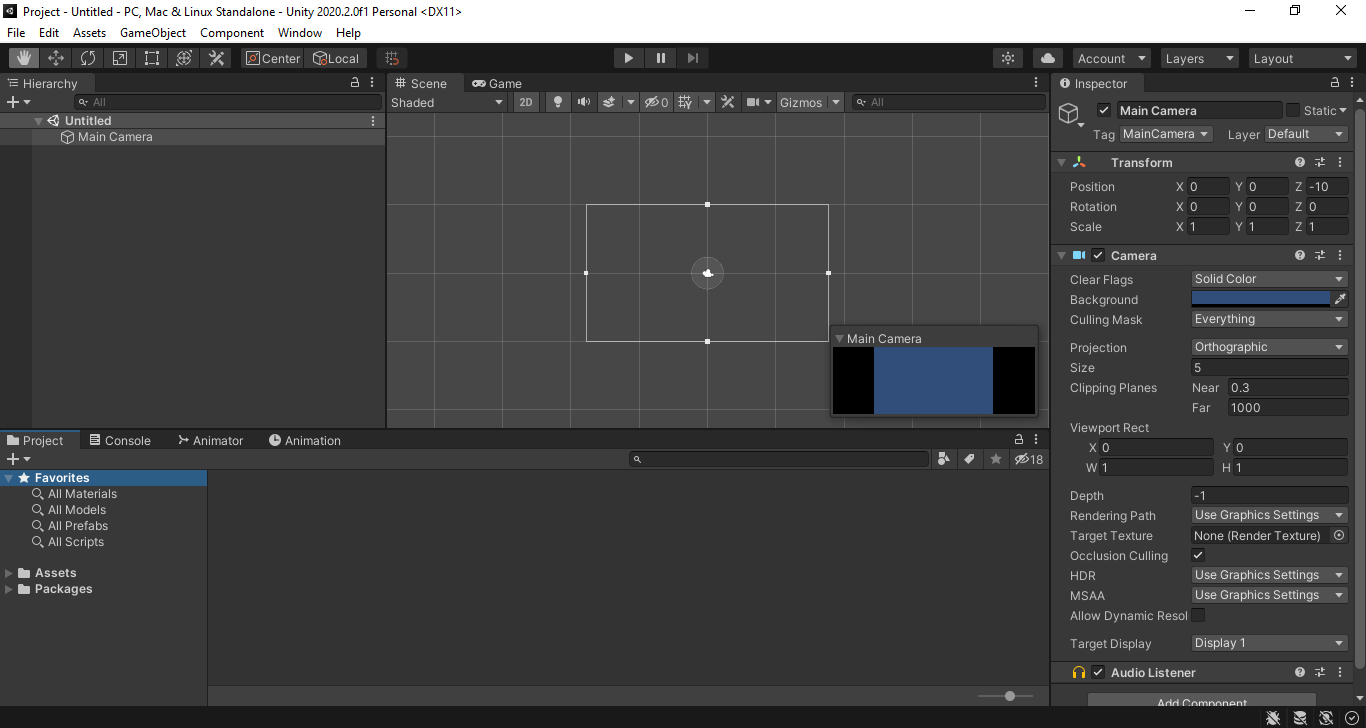 Project - Untitled - PC, Mac & Linux Standalone - Unity 2020.2.0f1 Personal <DX11>
File Edit Assets GameObject Component Window Help
Center Local Account Layers Layout
Hierarchy
All
Untitled
Main Camera
Scene Game
Shaded 2D 0 Gizmos All
Main Camera
Inspector
Main Camera Static
Tag MainCamera Layer Default
Transform
Position X 0 Y 0 Z -10
Rotation X 0 Y 0 Z 0
Scale X 1 Y 1 Z 1
Camera
Clear Flags Solid Color
Background
Culling Mask Everything
Projection Orthographic
Size 5
Clipping Planes Near 0.3
Far 1000
Viewport Rect
X 0 Y 0
W 1 H 1
Depth -1
Rendering Path Use Graphics Settings
Target Texture None (Render Texture)
Occlusion Culling
HDR Use Graphics Settings
MSAA Use Graphics Settings
Allow Dynamic Resol
Target Display Display 1
Audio Listener
Add Component
Project Console Animator Animation
18
Favorites
All Materials
All Models
All Prefabs
All Scripts
Assets
Packages